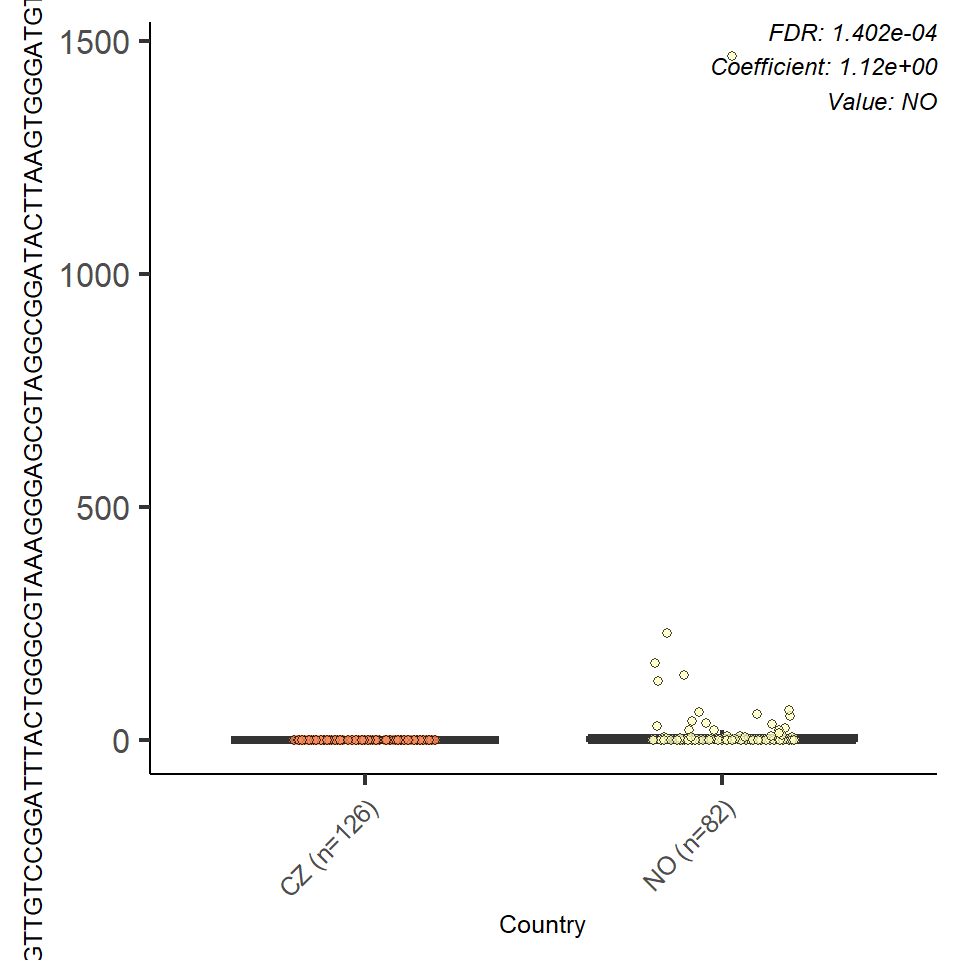 FDR: 1.402e-04
Coefficient: 1.12e+00
Value: NO
1500
1000
500
0
GTTGTCCGGATTTACTGGGCGTAAAGGGAGCGTAGGCGGATACTTAAGTGGGATGT
CZ (n=126)
NO (n=82)
Country